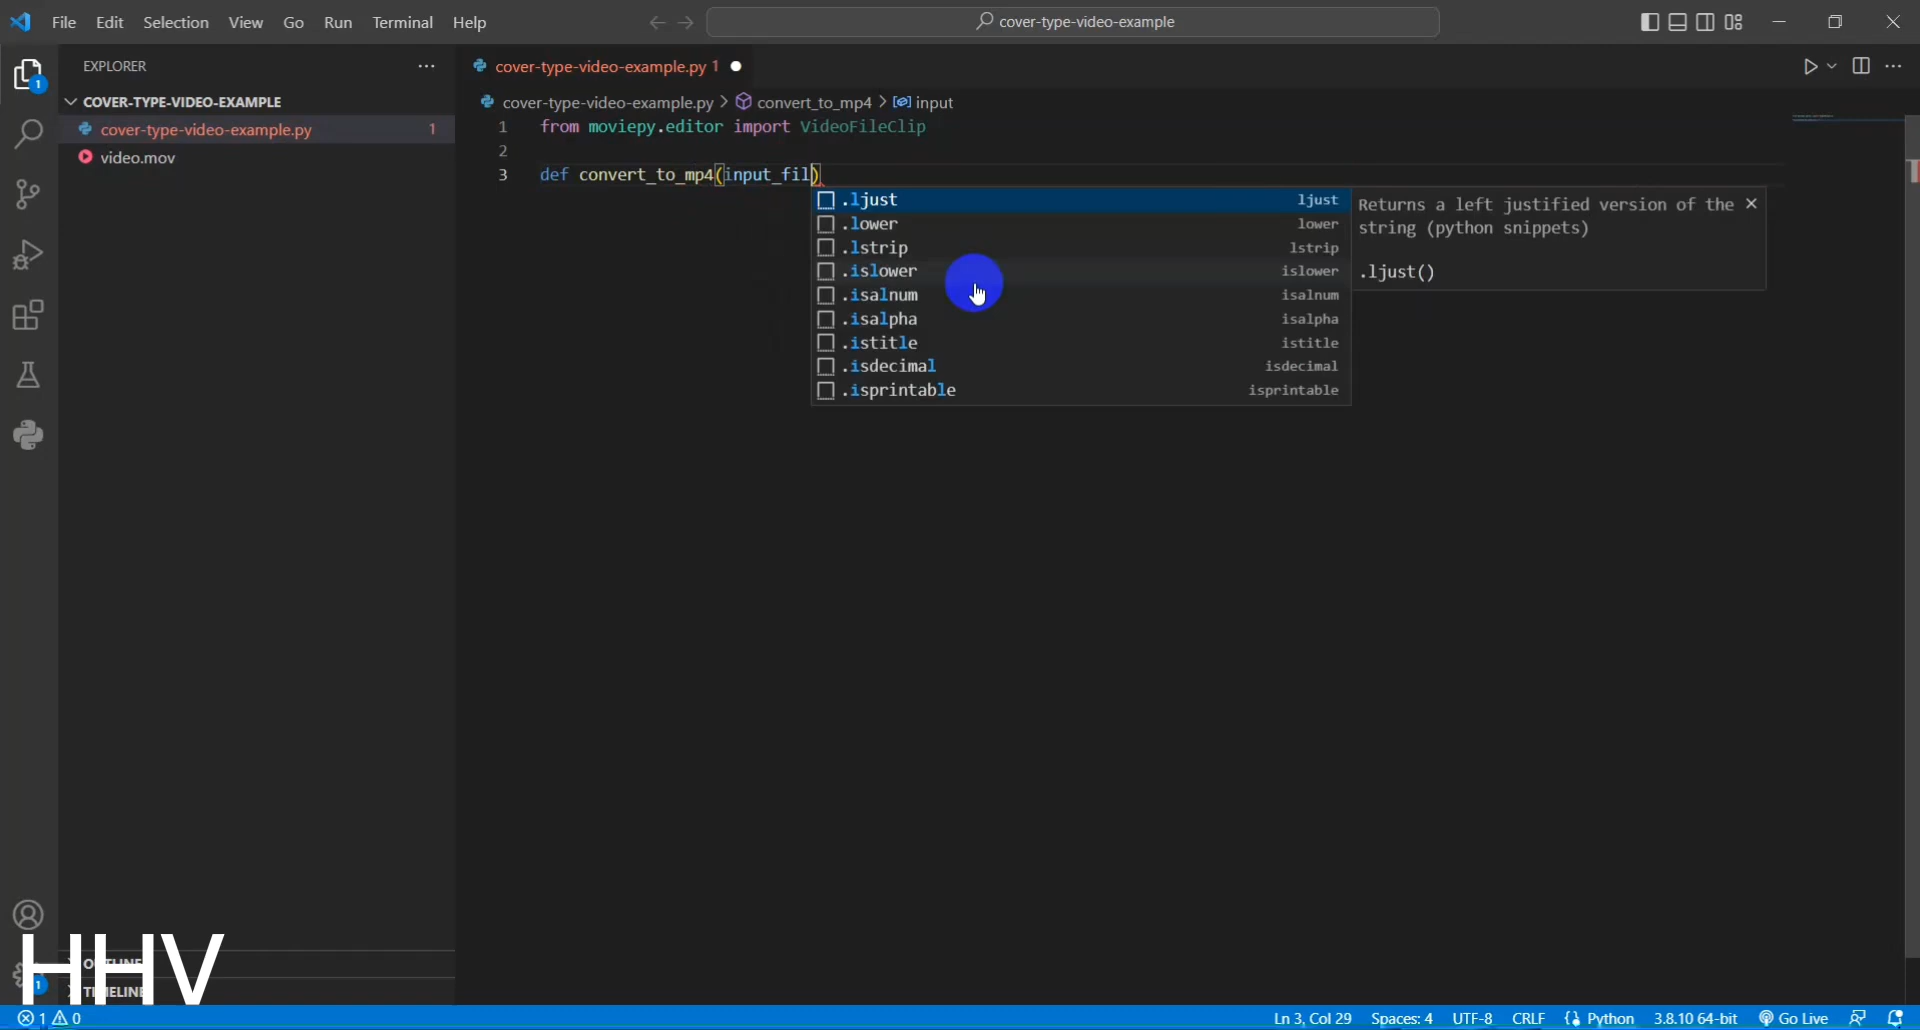 File Edit Selection View Go Run Terminal Help
cover-type-video-example
EXPLORER
COVER-TYPE-VIDEO-EXAMPLE
cover-type-video-example.py 1
video.mov
cover-type-video-example.py 1
cover-type-video-example.py > convert_to_mp4 > input
1 from moviepy.editor import VideoFileClip
2
3 def convert_to_mp4(input_fil)
.ljust ljust
.lower lower
.lstrip lstrip
.islower islower
.isalnum isalnum
.isalpha isalpha
.istitle istitle
.isdecimal isdecimal
.isprintable isprintable
Returns a left justified version of the
string (python snippets)
.ljust()
1
OUTLINE
TIMELINE
1
HHV
1 0
Ln 3, Col 29 Spaces: 4 UTF-8 CRLF {} Python 3.8.10 64-bit Go Live